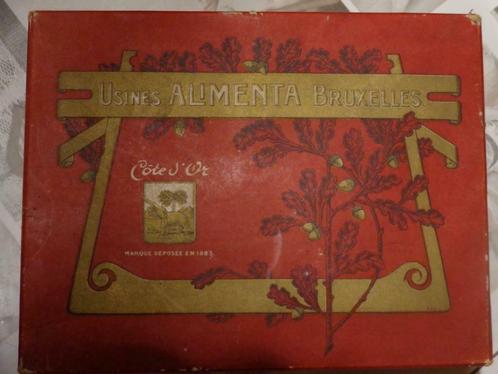 USINES ALIMENTA BRUXELLES
Côte d'Or
MARQUE DÉPOSÉE EN 1883